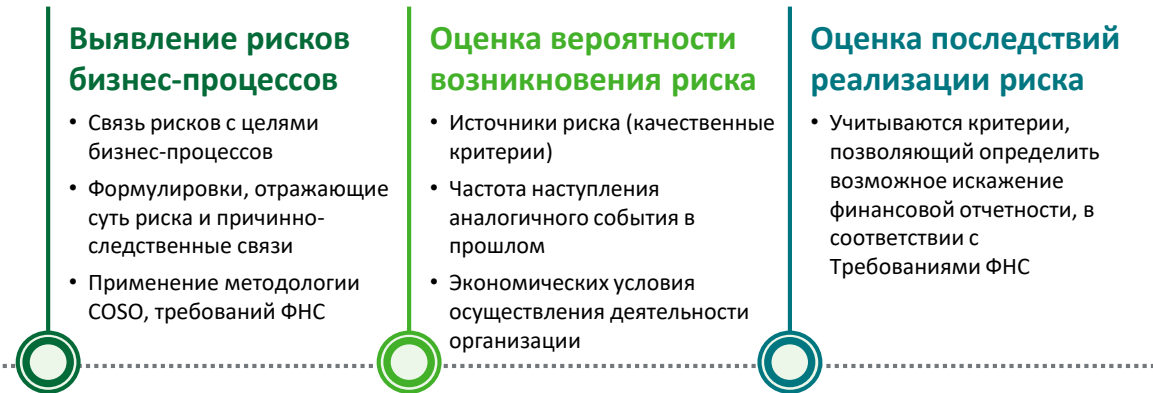 Выявление рисков
бизнес-процессов
• Связь рисков с целями
бизнес-процессов
• Формулировки, отражающие
суть риска и причинно-
следственные связи
• Применение методологии
COSO, требований ФНС
Оценка вероятности
возникновения риска
• Источники риска (качественные
критерии)
• Частота наступления
аналогичного события в
прошлом
• Экономических условия
осуществления деятельности
организации
Оценка последствий
реализации риска
• Учитываются критерии,
позволяющий определить
возможное искажение
финансовой отчетности, в
соответствии с
Требованиями ФНС